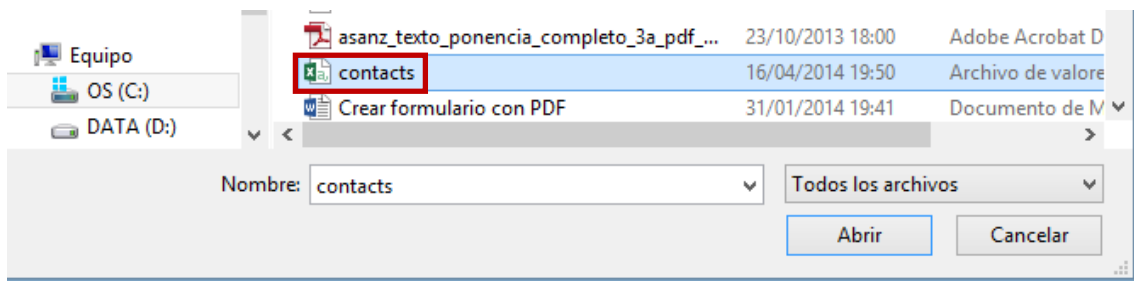 asanz_texto_ponencia_completo_3a_pdf_... 23/10/2013 18:00 Adobe Acrobat D
Equipo
contacts 16/04/2014 19:50 Archivo de valore
OS (C:)
Crear formulario con PDF 31/01/2014 19:41 Documento de M
DATA (D:)
Nombre: contacts Todos los archivos
Abrir Cancelar